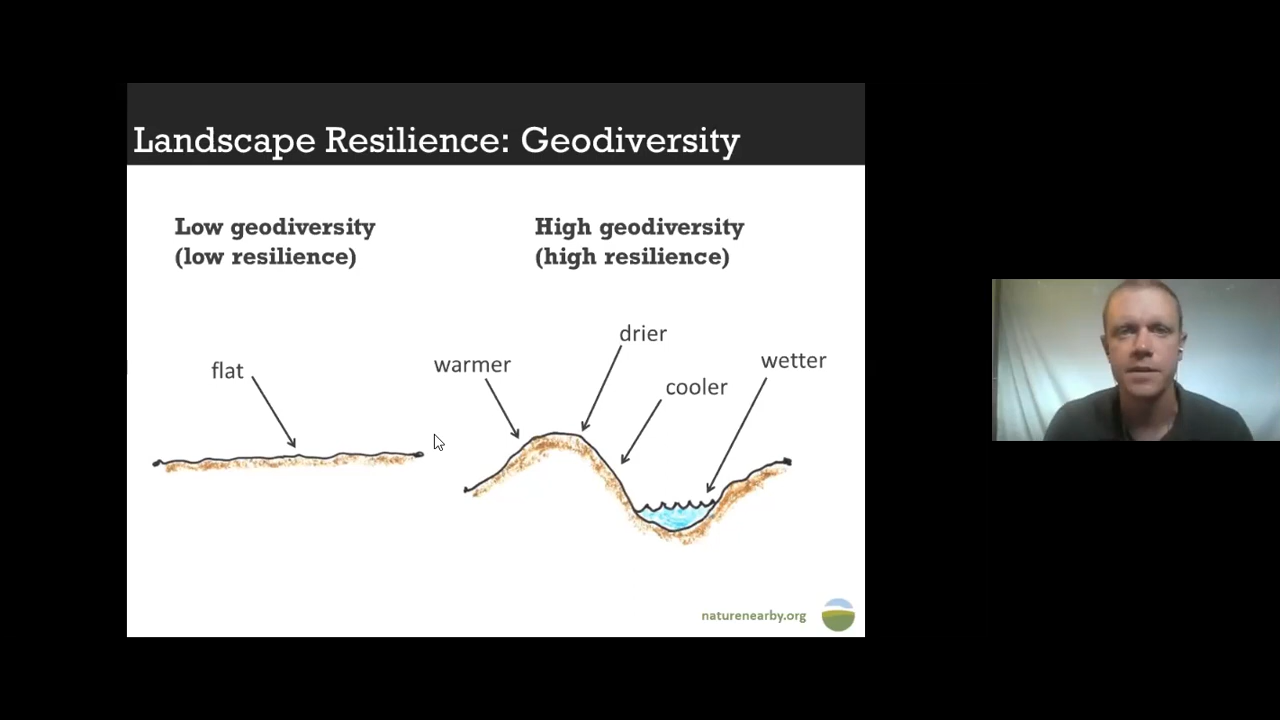 Landscape Resilience: Geodiversity
Low geodiversity
(low resilience)
High geodiversity
(high resilience)
flat
warmer
drier
cooler
wetter
naturenearby.org